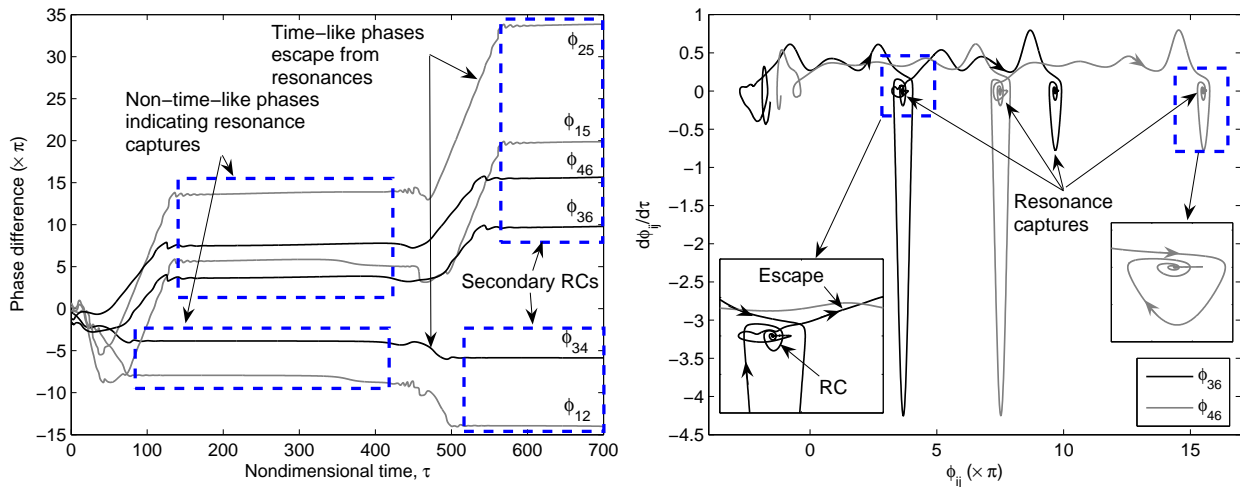 35
30
25
20
15
10
5
0
−5
−10
−15
0
100
200
300
400
500
600
700
Phase difference (× π)
Nondimensional time, τ
Time−like phases
escape from
resonances
Non−time−like phases
indicating resonance
captures
Secondary RCs
ϕ25
ϕ15
ϕ46
ϕ36
ϕ34
ϕ12
1
0.5
0
−0.5
−1
−1.5
−2
−2.5
−3
−3.5
−4
−4.5
0
5
10
15
dϕij/dτ
ϕij (× π)
Resonance
captures
Escape
RC
ϕ36
ϕ46